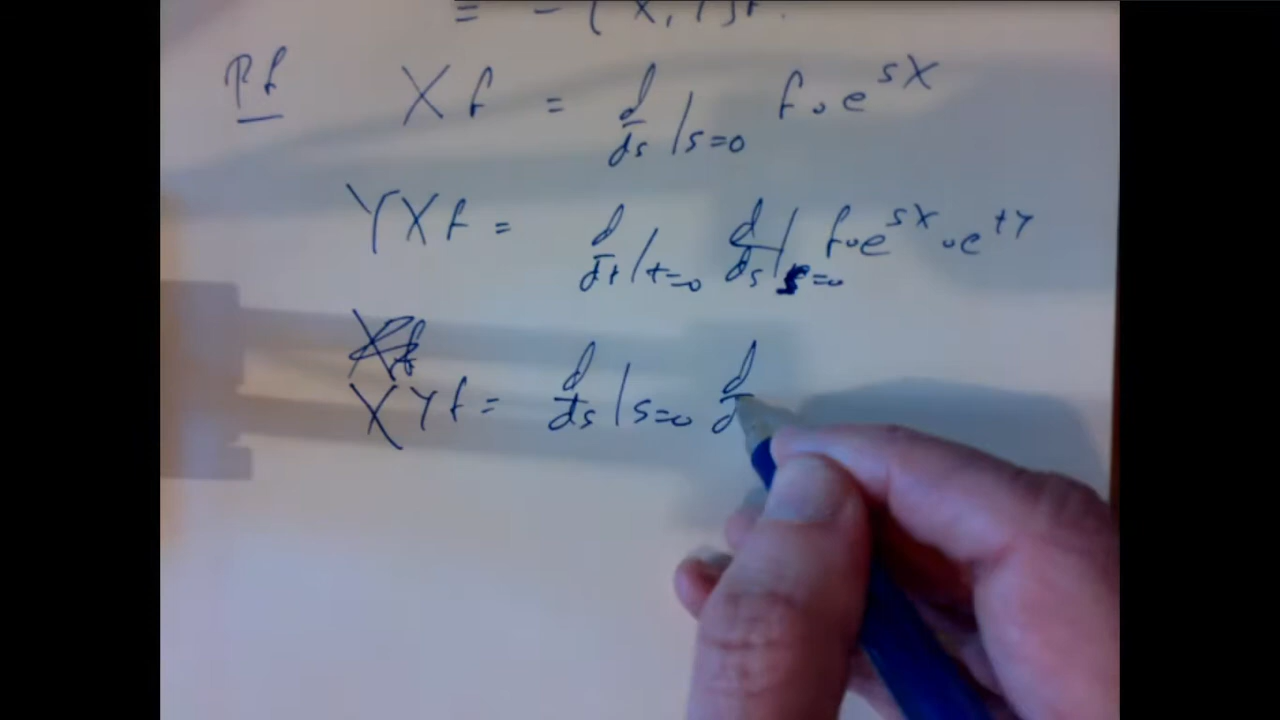 = - [X,Y]f.
Pf Xf = d/ds |s=0 f∘e^sX
YXf = d/dt |t=0 d/ds |s=0 f∘e^sX ∘e^tY
XYf = d/ds |s=0 d/d